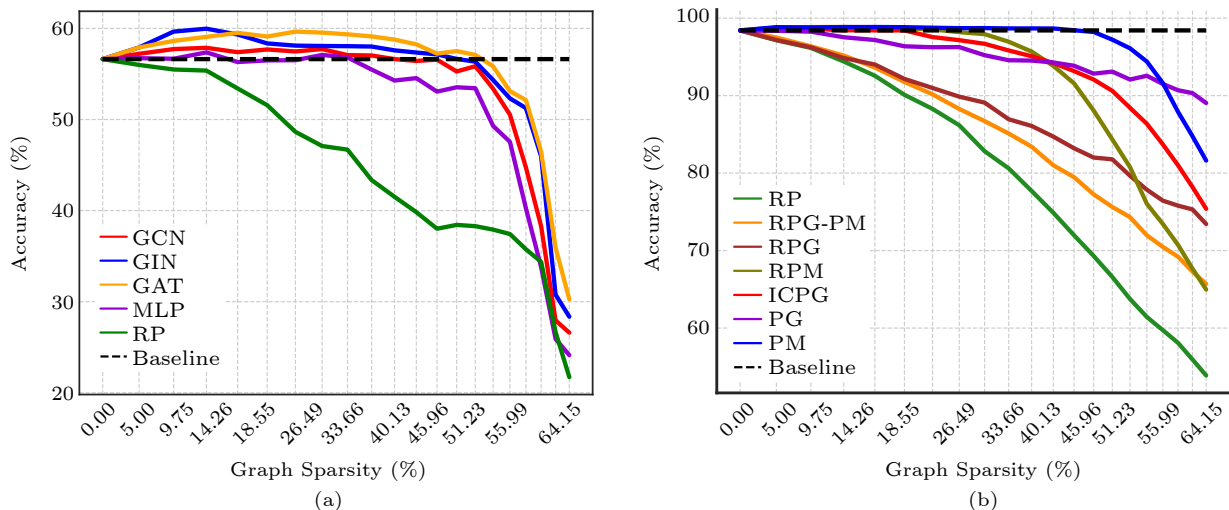 60
50
40
30
20
Accuracy (%)
GCN
GIN
GAT
MLP
RP
Baseline
0.00
5.00
9.75
14.26
18.55
26.49
33.66
40.13
45.96
51.23
55.99
64.15
Graph Sparsity (%)
(a)
100
90
80
70
60
Accuracy (%)
RP
RPG-PM
RPG
RPM
ICPG
PG
PM
Baseline
0.00
5.00
9.75
14.26
18.55
26.49
33.66
40.13
45.96
51.23
55.99
64.15
Graph Sparsity (%)
(b)